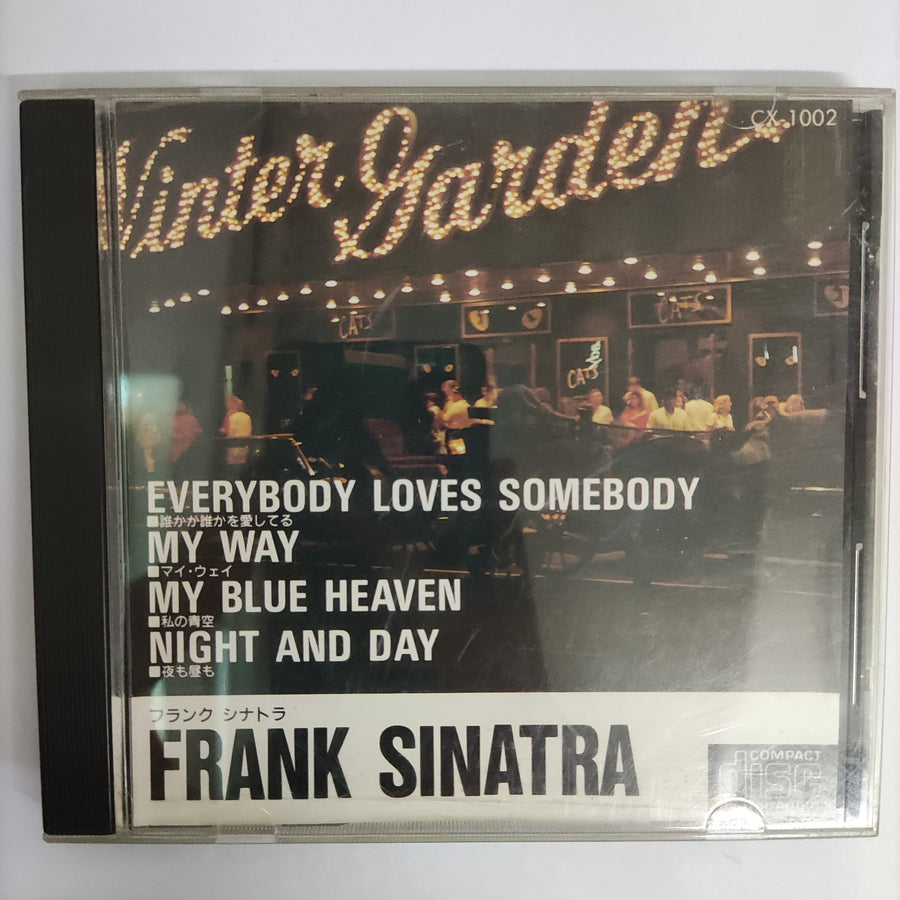 CX-1002
Winter Garden
CATS
CATS
CATS
EVERYBODY LOVES SOMEBODY
■誰かが誰かを愛してる
MY WAY
■マイ・ウェイ
MY BLUE HEAVEN
■私の青空
NIGHT AND DAY
■夜も昼も
フランク シナトラ
FRANK SINATRA
COMPACT
disc